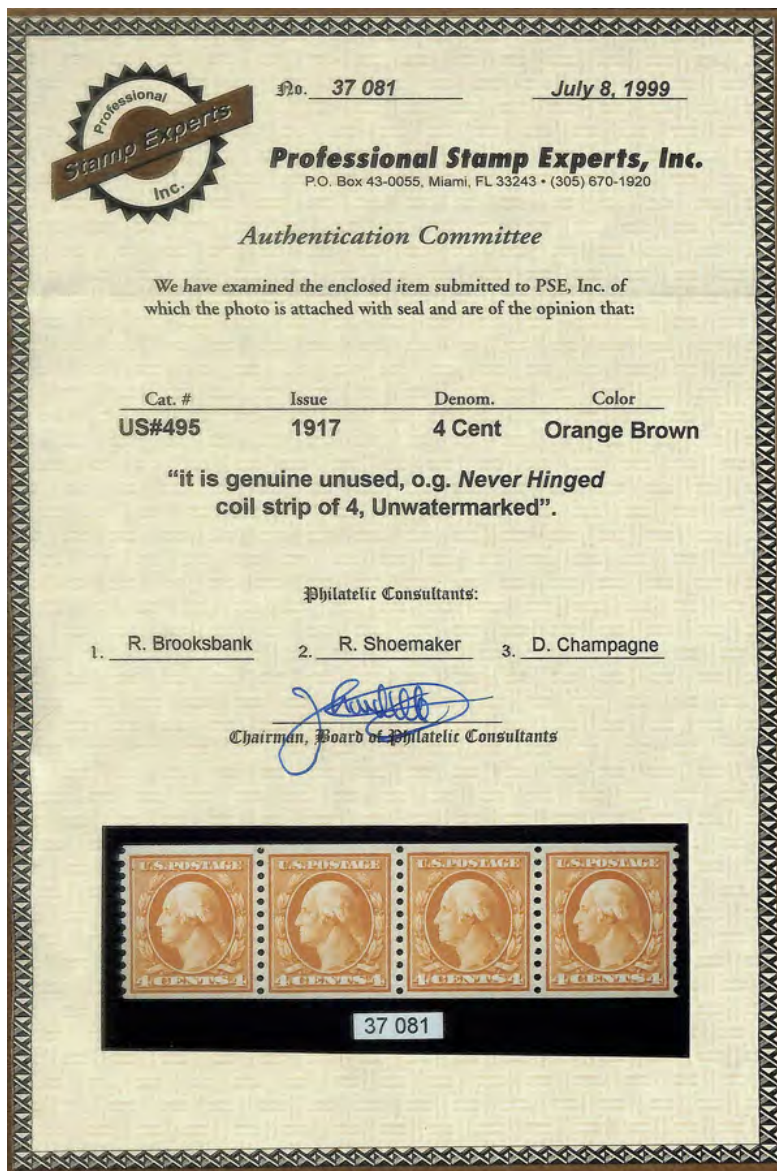 Professional
Stamp Experts
Inc.
No. 37 081 July 8, 1999
Professional Stamp Experts, Inc.
P.O. Box 43-0055, Miami, FL 33243 • (305) 670-1920
Authentication Committee
We have examined the enclosed item submitted to PSE, Inc. of
which the photo is attached with seal and are of the opinion that:
Cat. # Issue Denom. Color
US#495 1917 4 Cent Orange Brown
“it is genuine unused, o.g. Never Hinged
coil strip of 4, Unwatermarked”.
Philatelic Consultants:
1. R. Brooksbank 2. R. Shoemaker 3. D. Champagne
Chairman, Board of Philatelic Consultants
U.S.POSTAGE U.S.POSTAGE U.S.POSTAGE U.S.POSTAGE
4 CENTS 4 4 CENTS 4 4 CENTS 4 4 CENTS 4
37 081